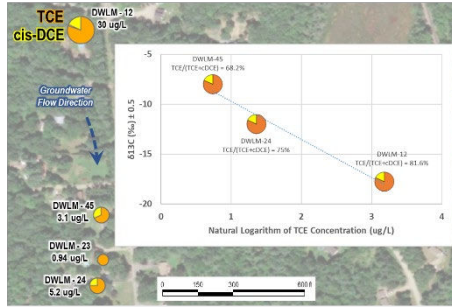 TCE
cis-DCE
DWLM - 12
30 ug/L
Groundwater
Flow Direction
DWLM - 45
3.1 ug/L
DWLM - 23
0.94 ug/L
DWLM - 24
5.2 ug/L
δ13C (‰) ± 0.5
-5
-10
-15
-20
DWLM-45
TCE/(TCE+cDCE) = 68.2%
DWLM-24
TCE/(TCE+cDCE) = 75%
DWLM-12
TCE/(TCE+cDCE) = 81.6%
0 1 2 3 4
Natural Logarithm of TCE Concentration (ug/L)
0 150 300 600 ft